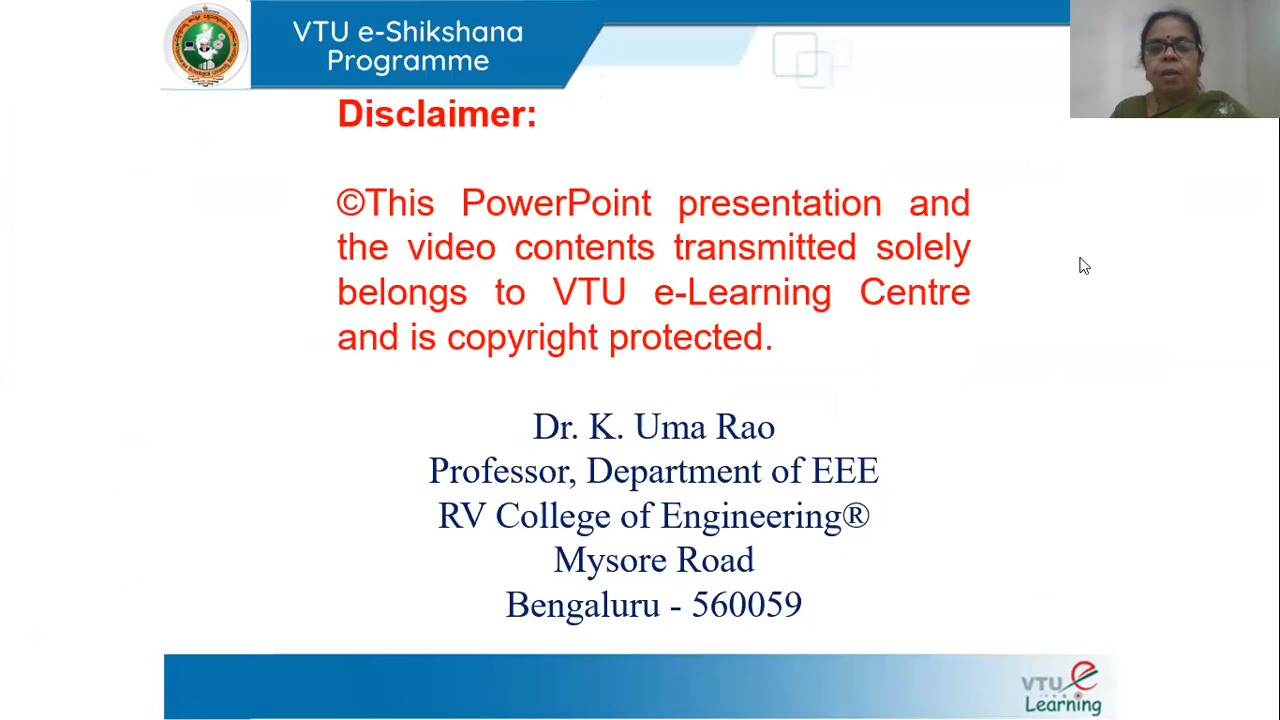 VTU e-Shikshana
Programme
Disclaimer:
©This PowerPoint presentation and
the video contents transmitted solely
belongs to VTU e-Learning Centre
and is copyright protected.
Dr. K. Uma Rao
Professor, Department of EEE
RV College of Engineering®
Mysore Road
Bengaluru - 560059
VTU e
Learning